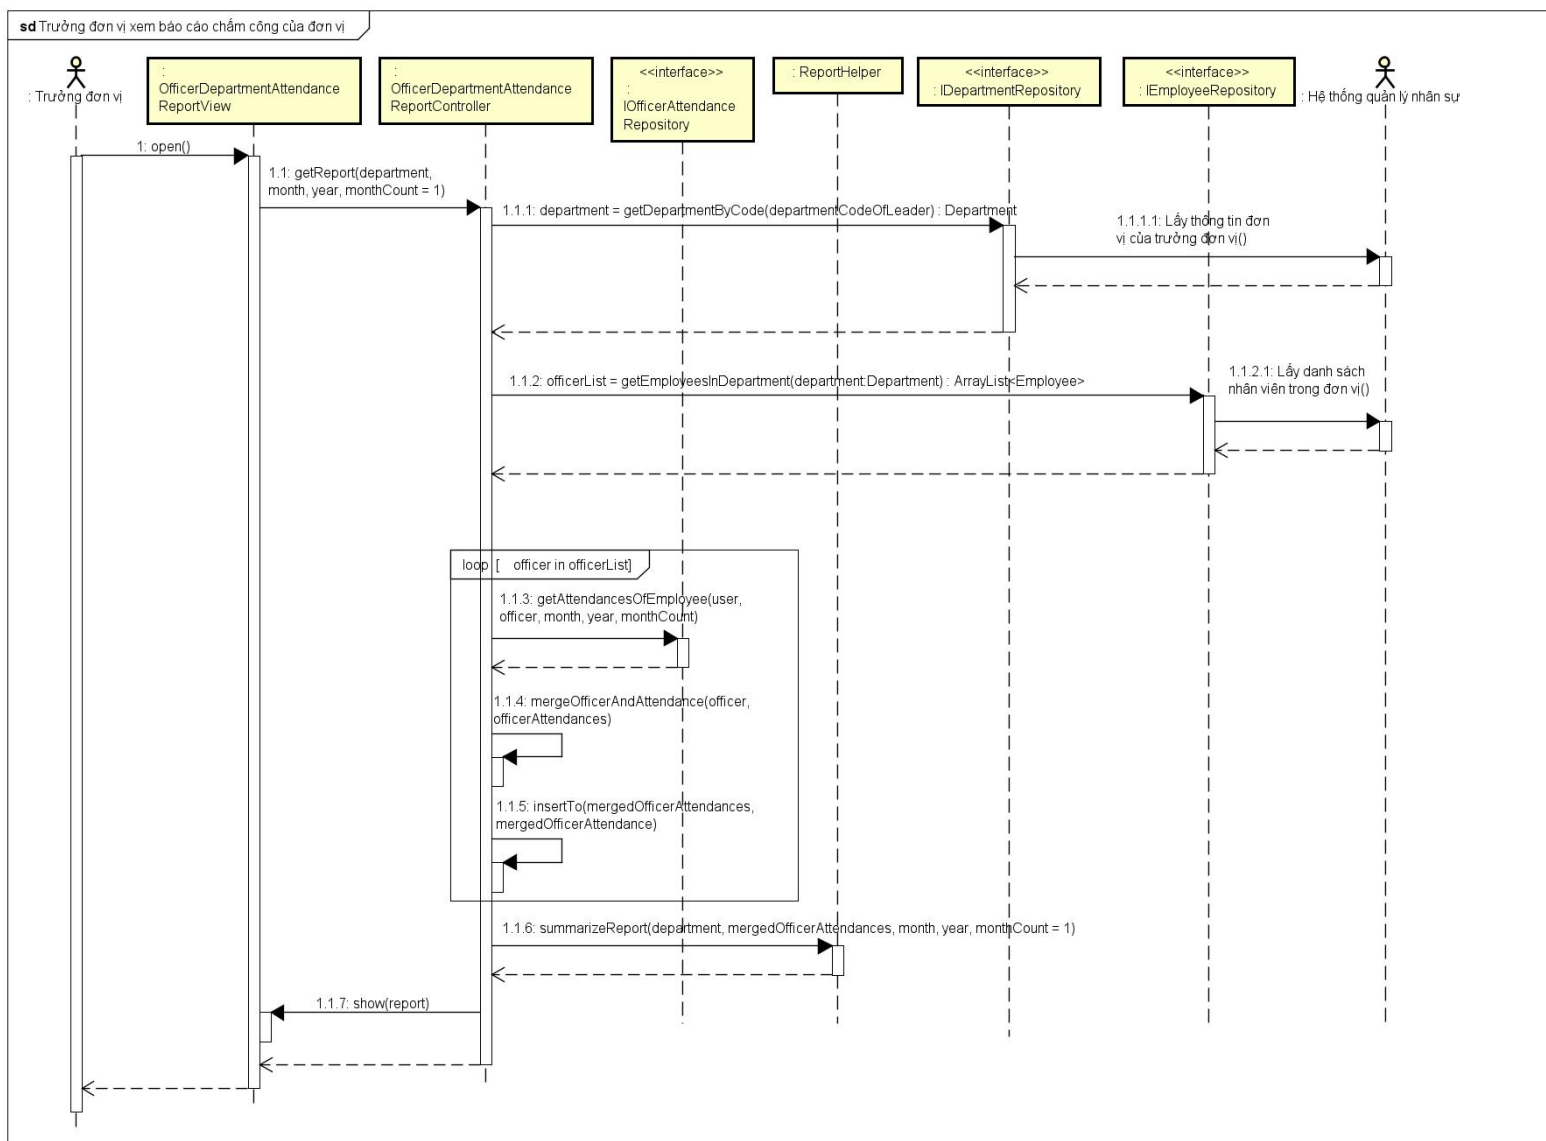 sd Trưởng đơn vị xem báo cáo chấm công của đơn vị
: Trưởng đơn vị
:
OfficerDepartmentAttendance
ReportView
:
OfficerDepartmentAttendance
ReportController
<<interface>>
:
IOfficerAttendance
Repository
: ReportHelper
<<interface>>
: IDepartmentRepository
<<interface>>
: IEmployeeRepository
: Hệ thống quản lý nhân sự
1: open()
1.1: getReport(department,
month, year, monthCount = 1)
1.1.1: department = getDepartmentByCode(departmentCodeOfLeader) : Department
1.1.1.1: Lấy thông tin đơn
vị của trưởng đơn vị()
1.1.2: officerList = getEmployeesInDepartment(department:Department) : ArrayList<Employee>
1.1.2.1: Lấy danh sách
nhân viên trong đơn vị()
loop [ officer in officerList]
1.1.3: getAttendancesOfEmployee(user,
officer, month, year, monthCount)
1.1.4: mergeOfficerAndAttendance(officer,
officerAttendances)
1.1.5: insertTo(mergedOfficerAttendances,
mergedOfficerAttendance)
1.1.6: summarizeReport(department, mergedOfficerAttendances, month, year, monthCount = 1)
1.1.7: show(report)